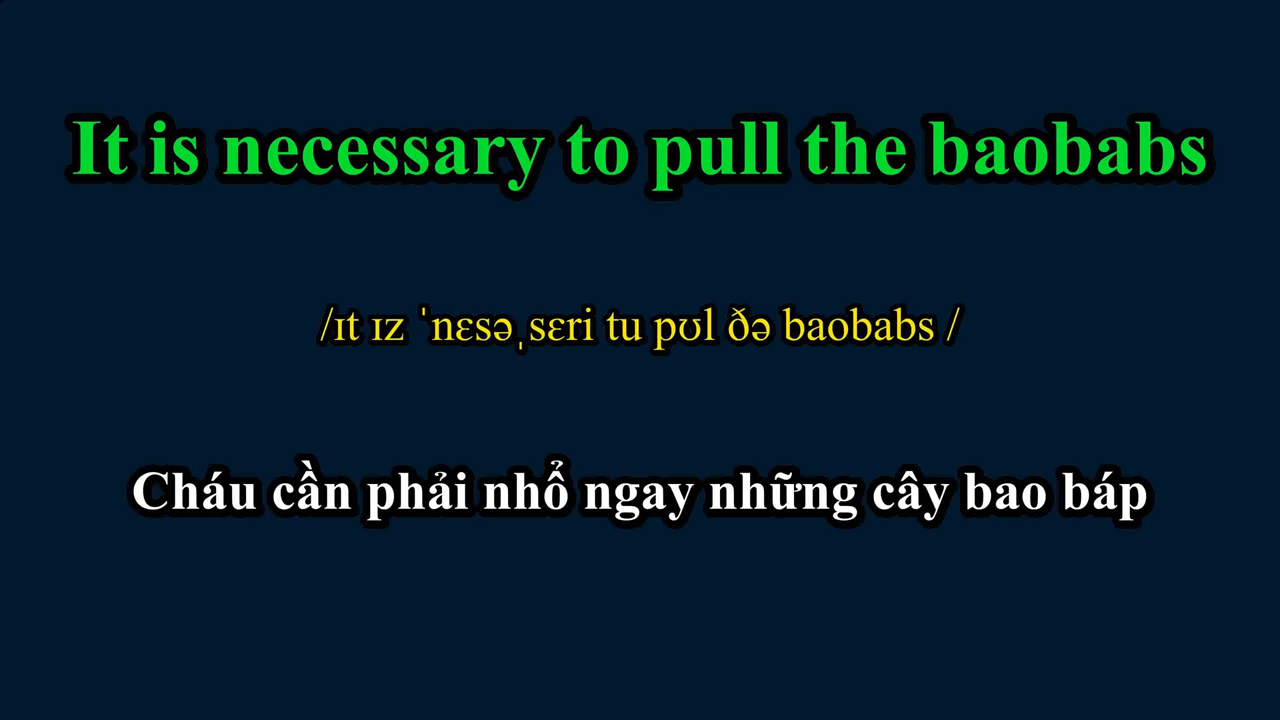 It is necessary to pull the baobabs
/ɪt ɪz ˈnɛsəˌsɛri tu pʊl ðə baobabs /
Cháu cần phải nhổ ngay những cây bao báp